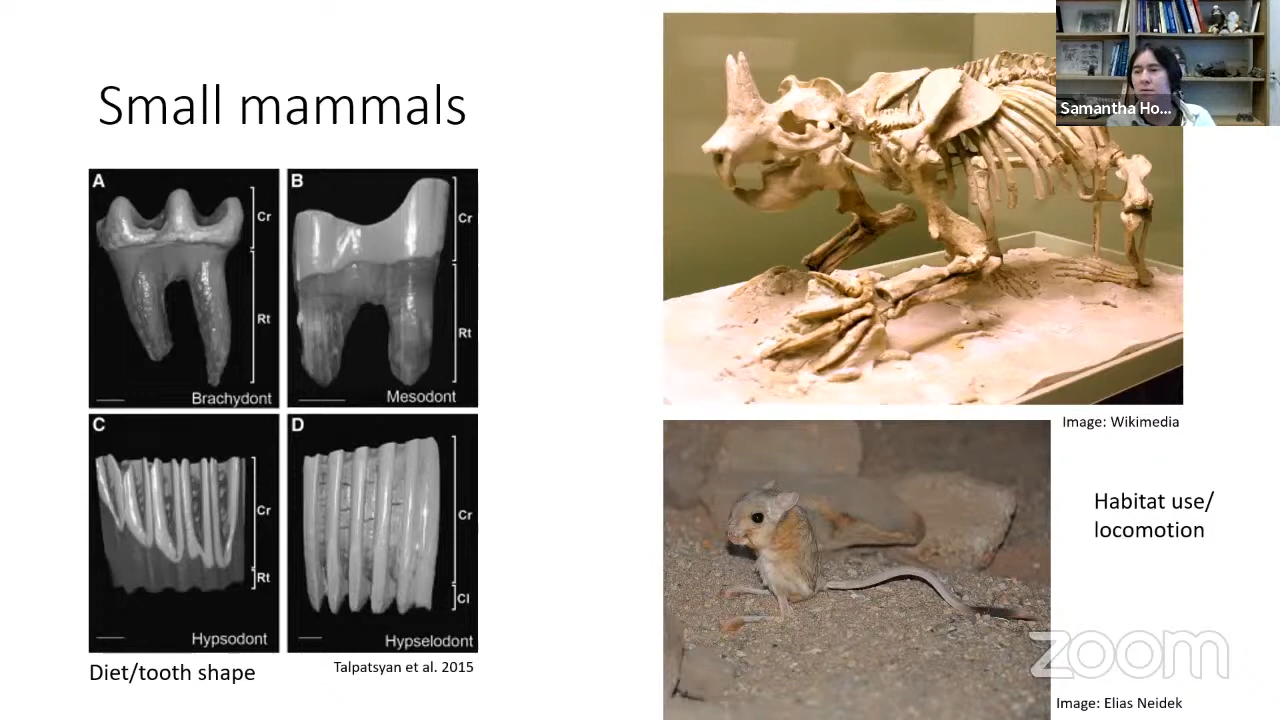 Small mammals
Samantha Ho...
A
Cr
Rt
Brachydont
B
Cr
Rt
Mesodont
C
Cr
Rt
Hypsodont
D
Cr
Cl
Hypselodont
Diet/tooth shape
Talpatsyan et al. 2015
Image: Wikimedia
Habitat use/
locomotion
zoom
Image: Elias Neidek